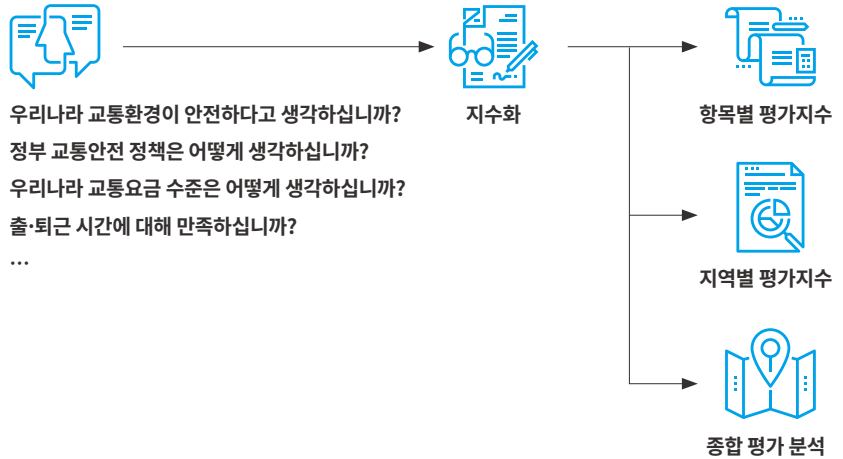 우리나라 교통환경이 안전하다고 생각하십니까?
정부 교통안전 정책은 어떻게 생각하십니까?
우리나라 교통요금 수준은 어떻게 생각하십니까?
출·퇴근 시간에 대해 만족하십니까?
…
지수화
항목별 평가지수
지역별 평가지수
종합 평가 분석